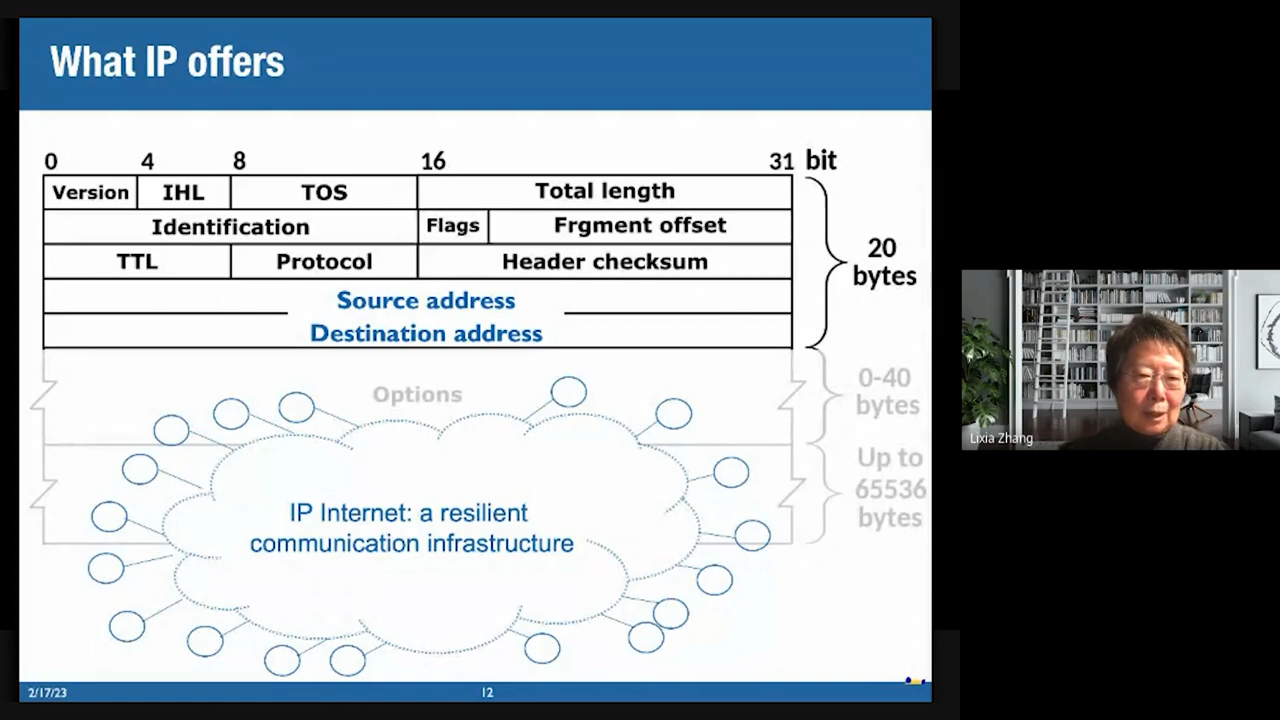 What IP offers
0 4 8 16 31 bit
Version IHL TOS Total length
Identification Flags Frgment offset
TTL Protocol Header checksum
20
bytes
Source address
Destination address
Options
0-40
bytes
Up to
65536
bytes
IP Internet: a resilient
communication infrastructure
Lixia Zhang
2/17/23 12